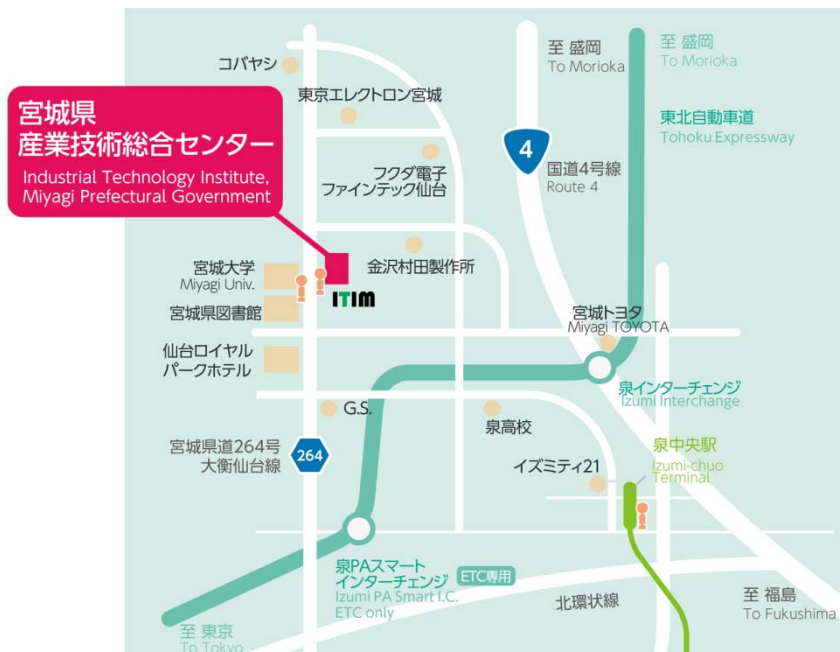 コバヤシ
至 盛岡
To Morioka
至 盛岡
To Morioka
宮城県
産業技術総合センター
Industrial Technology Institute,
Miyagi Prefectural Government
東京エレクトロン宮城
東北自動車道
Tohoku Expressway
4
国道4号線
Route 4
フクダ電子
ファインテック仙台
宮城大学
Miyagi Univ.
金沢村田製作所
ITIM
宮城県図書館
宮城トヨタ
Miyagi TOYOTA
仙台ロイヤル
パークホテル
泉インターチェンジ
Izumi Interchange
G.S.
泉高校
宮城県道264号
大衡仙台線
264
泉中央駅
Izumi-chuo
Terminal
イズミティ21
泉PAスマート
インターチェンジ
ETC専用
Izumi PA Smart I.C.
ETC only
北環状線
至 福島
To Fukushima
至 東京
To Tokyo